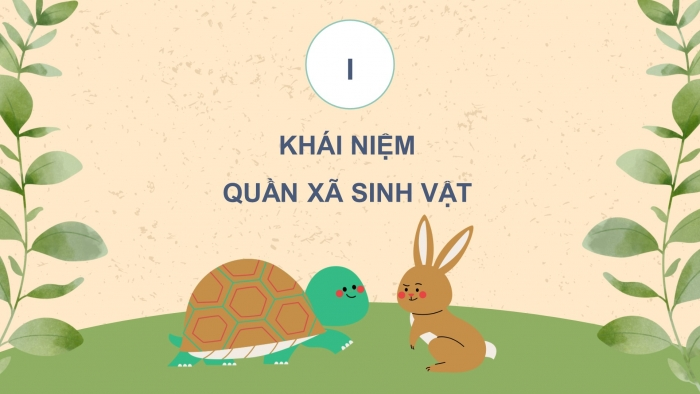 I
KHÁI NIỆM
QUẦN XÃ SINH VẬT